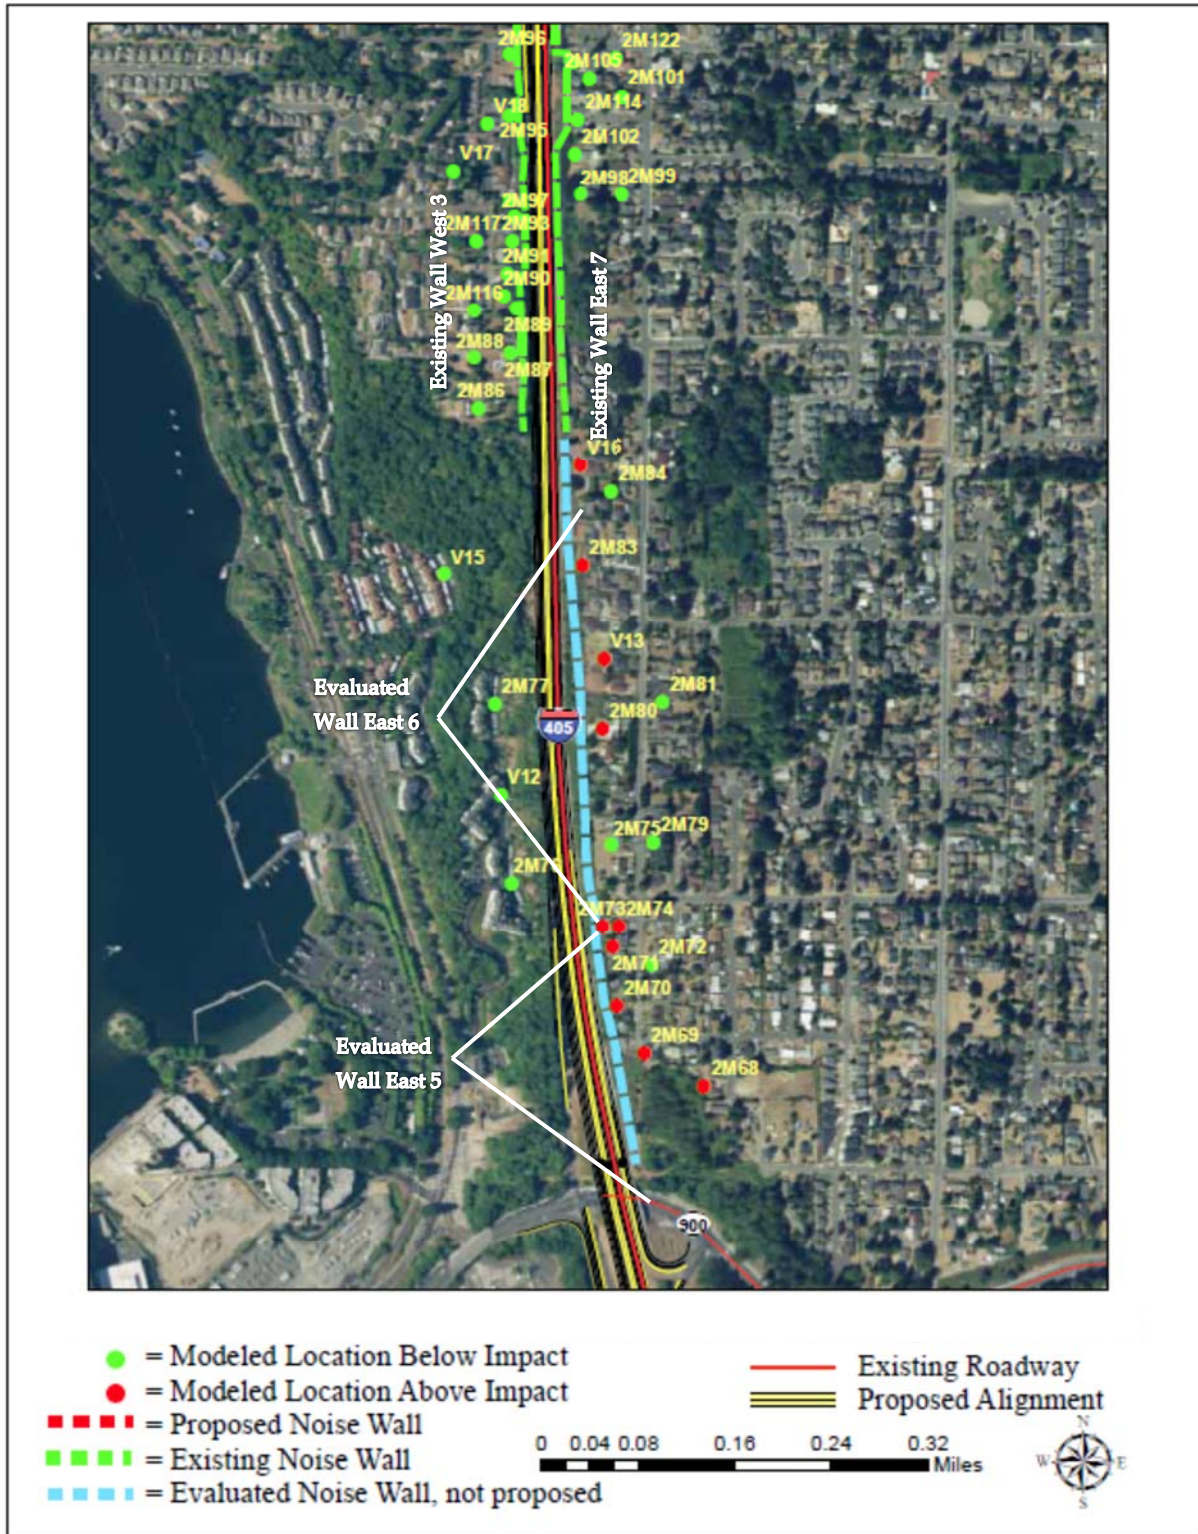 2M96
2M122
2M105
2M101
V18
2M114
2M95
2M102
V17
2M98
2M99
2M97
2M117
2M93
Existing Wall West 3
2M91
Existing Wall East 7
2M90
2M116
2M89
2M88
2M87
2M86
V16
2M84
2M83
V15
V13
Evaluated
Wall East 6
2M77
2M81
2M80
405
V12
2M75
2M79
2M73
2M74
2M72
2M71
2M70
2M69
Evaluated
Wall East 5
2M68
900
= Modeled Location Below Impact
= Modeled Location Above Impact
= Proposed Noise Wall
= Existing Noise Wall
= Evaluated Noise Wall, not proposed
Existing Roadway
Proposed Alignment
0 0.04 0.08 0.16 0.24 0.32
Miles
N
W E
S